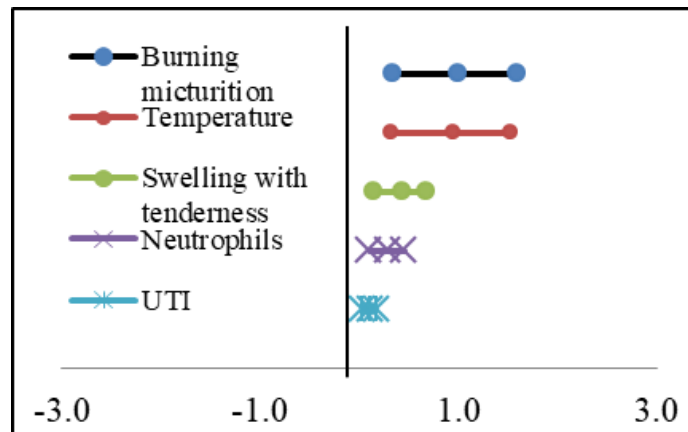 Burning
micturition
Temperature
Swelling with
tenderness
Neutrophils
UTI
-3.0 -1.0 1.0 3.0